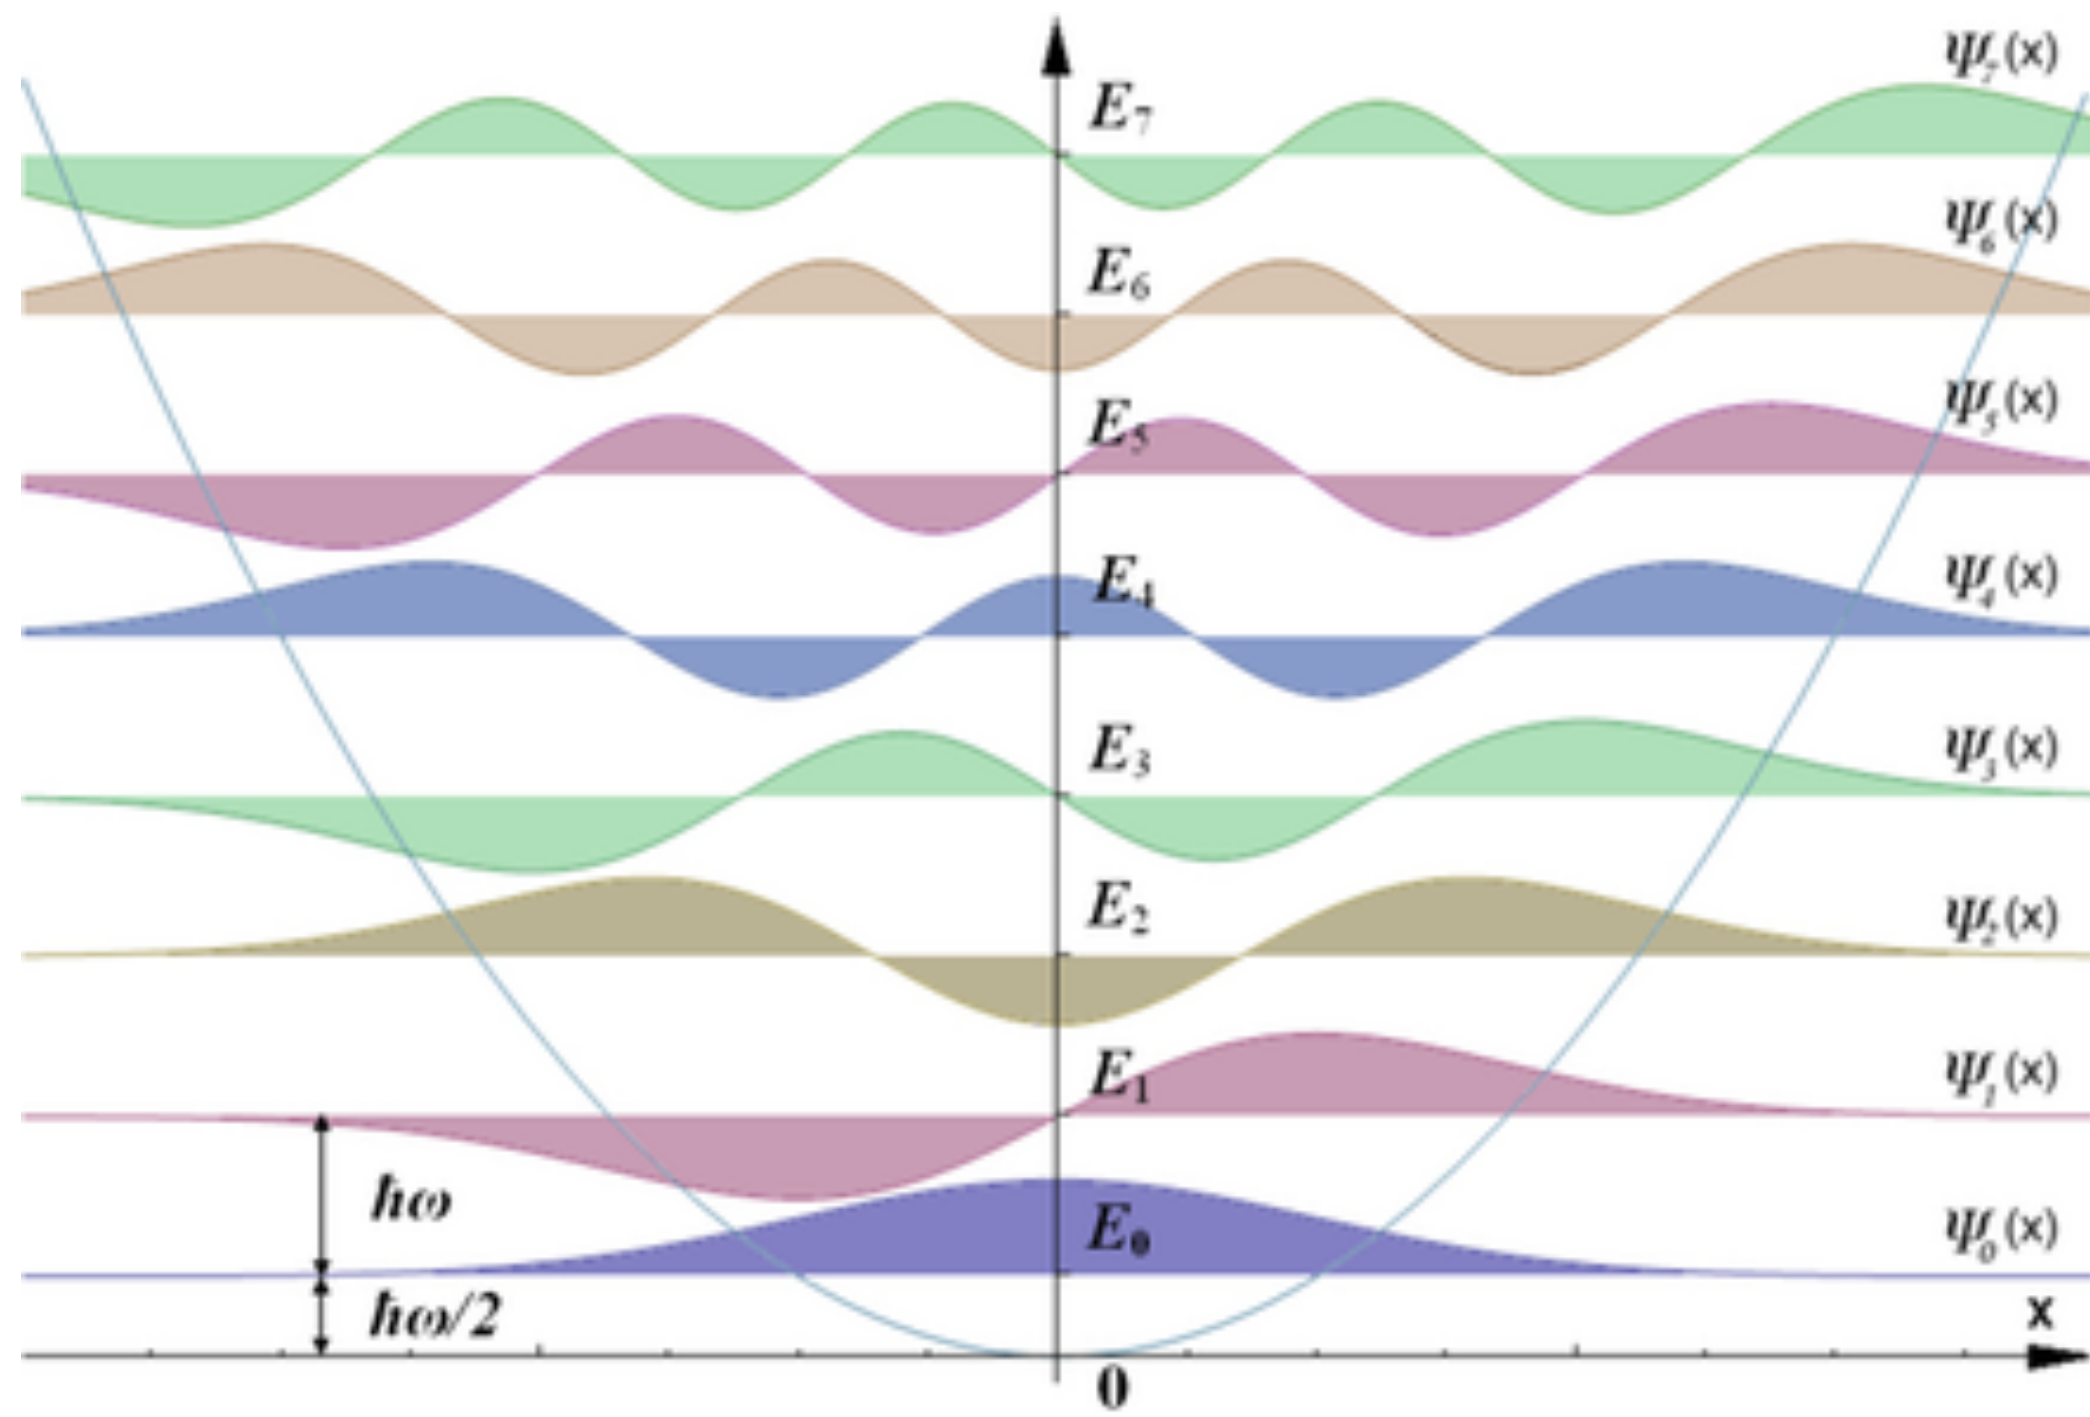 ψ₇(x)
E₇
ψ₆(x)
E₆
ψ₅(x)
E₅
ψ₄(x)
E₄
ψ₃(x)
E₃
ψ₂(x)
E₂
ψ₁(x)
E₁
ħω
ψ₀(x)
E₀
ħω/2
x
0